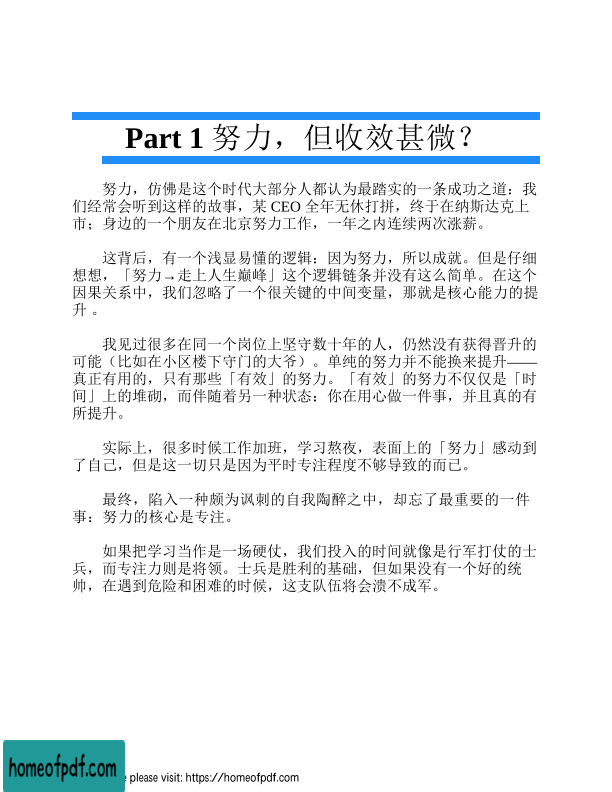 Part 1 努力，但收效甚微？
努力，仿佛是这个时代大部分人都认为最踏实的一条成功之道：我
们经常会听到这样的故事，某 CEO 全年无休打拼，终于在纳斯达克上
市；身边的一个朋友在北京努力工作，一年之内连续两次涨薪。
这背后，有一个浅显易懂的逻辑：因为努力，所以成就。但是仔细
想想，「努力→走上人生巅峰」这个逻辑链条并没有这么简单。在这个
因果关系中，我们忽略了一个很关键的中间变量，那就是核心能力的提
升 。
我见过很多在同一个岗位上坚守数十年的人，仍然没有获得晋升的
可能（比如在小区楼下守门的大爷）。单纯的努力并不能换来提升——
真正有用的，只有那些「有效」的努力。「有效」的努力不仅仅是「时
间」上的堆砌，而伴随着另一种状态：你在用心做一件事，并且真的有
所提升。
实际上，很多时候工作加班，学习熬夜，表面上的「努力」感动到
了自己，但是这一切只是因为平时专注程度不够导致的而已。
最终，陷入一种颇为讽刺的自我陶醉之中，却忘了最重要的一件
事：努力的核心是专注。
如果把学习当作是一场硬仗，我们投入的时间就像是行军打仗的士
兵，而专注力则是将领。士兵是胜利的基础，但如果没有一个好的统
帅，在遇到危险和困难的时候，这支队伍将会溃不成军。
homeofpdf.com
e please visit: https://homeofpdf.com